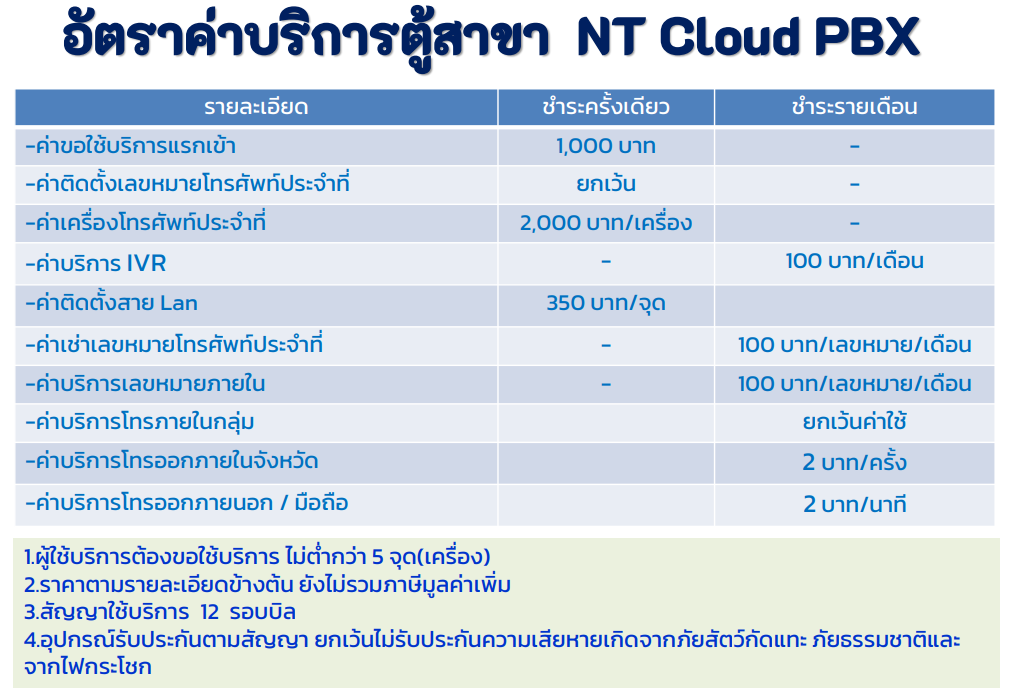 อัตราค่าบริการตู้สาขา NT Cloud PBX
รายละเอียด ชำระครั้งเดียว ชำระรายเดือน
-ค่าขอใช้บริการแรกเข้า 1,000 บาท -
-ค่าติดตั้งเลขหมายโทรศัพท์ประจำที่ ยกเว้น -
-ค่าเครื่องโทรศัพท์ประจำที่ 2,000 บาท/เครื่อง -
-ค่าบริการ IVR - 100 บาท/เดือน
-ค่าติดตั้งสาย Lan 350 บาท/จุด
-ค่าเช่าเลขหมายโทรศัพท์ประจำที่ - 100 บาท/เลขหมาย/เดือน
-ค่าบริการเลขหมายภายใน - 100 บาท/เลขหมาย/เดือน
-ค่าบริการโทรภายในกลุ่ม ยกเว้นค่าใช้
-ค่าบริการโทรออกภายในจังหวัด 2 บาท/ครั้ง
-ค่าบริการโทรออกภายนอก / มือถือ 2 บาท/นาที
1.ผู้ใช้บริการต้องขอใช้บริการ ไม่ต่ำกว่า 5 จุด(เครื่อง)
2.ราคาตามรายละเอียดข้างต้น ยังไม่รวมภาษีมูลค่าเพิ่ม
3.สัญญาใช้บริการ 12 รอบบิล
4.อุปกรณ์รับประกันตามสัญญา ยกเว้นไม่รับประกันความเสียหายเกิดจากภัยสัตว์กัดแทะ ภัยธรรมชาติและ
จากไฟกระโชก